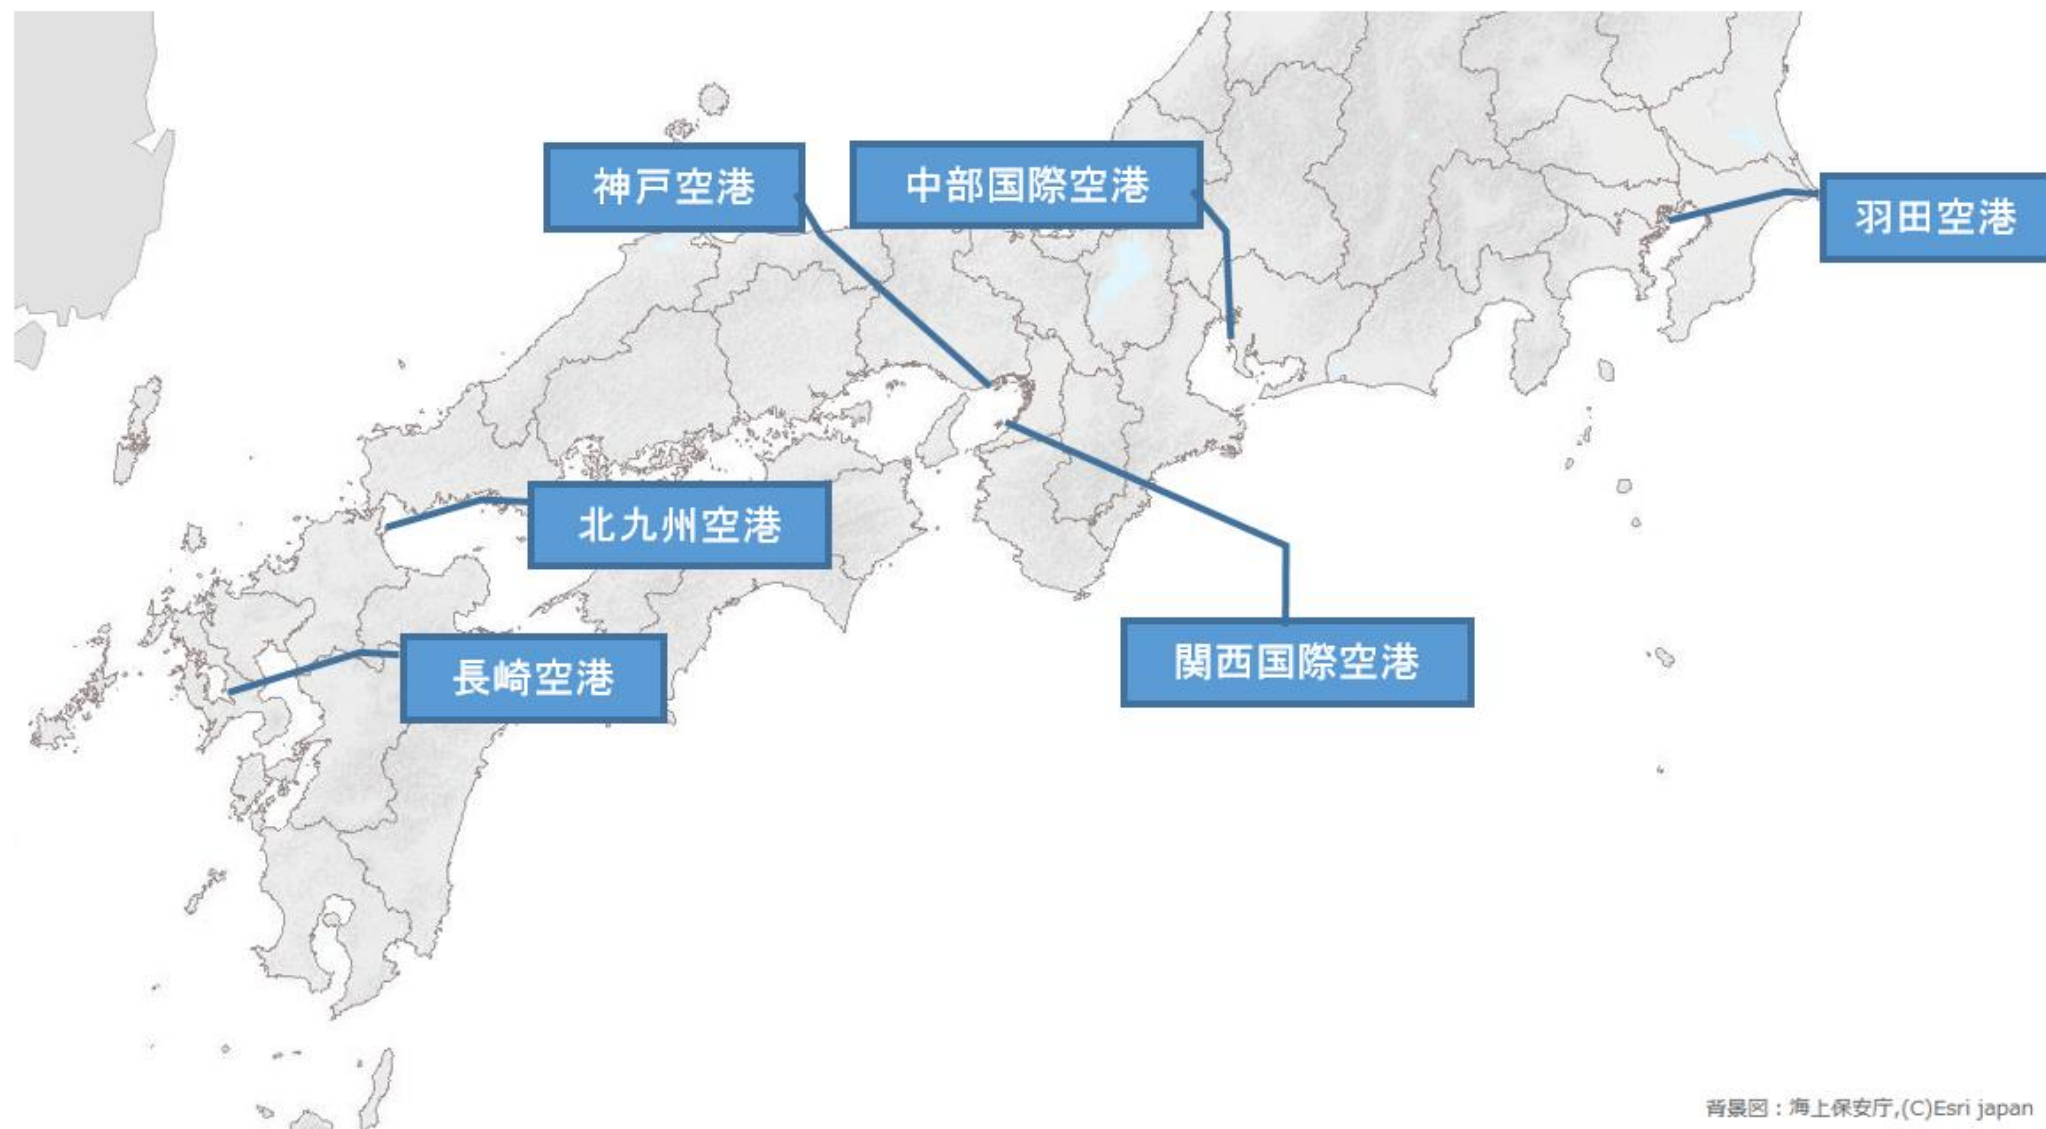 神戸空港
中部国際空港
羽田空港
北九州空港
長崎空港
関西国際空港
背景図：海上保安庁,(C)Esri japan